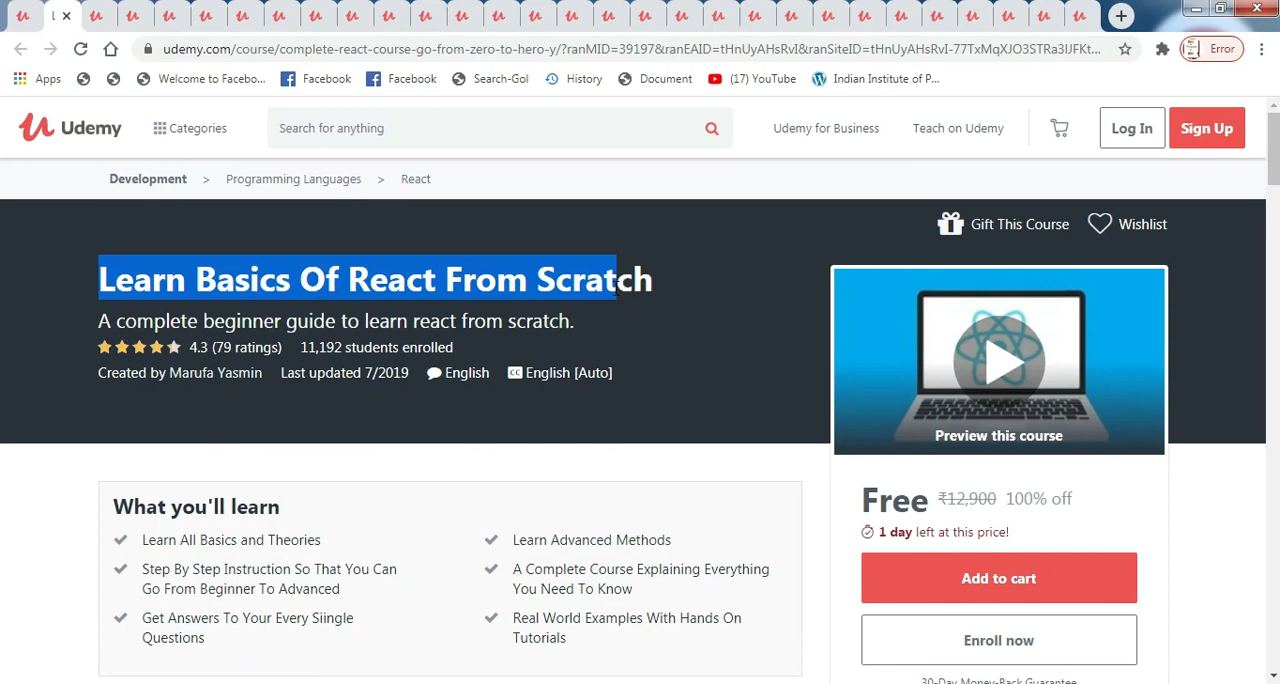 L
Error
udemy.com/course/complete-react-course-go-from-zero-to-hero-y/?ranMID=39197&ranEAID=tHnUyAHsRvI&ranSiteID=tHnUyAHsRvI-77TxMqXJO3STRa3IJFKt...
Apps
Welcome to Facebo...
Facebook
Facebook
Search-Gol
History
Document
(17) YouTube
Indian Institute of P...
Udemy
Categories
Search for anything
Udemy for Business
Teach on Udemy
Log In
Sign Up
Development > Programming Languages > React
Gift This Course
Wishlist
Learn Basics Of React From Scratch
A complete beginner guide to learn react from scratch.
4.3 (79 ratings) 11,192 students enrolled
Created by Marufa Yasmin Last updated 7/2019 English CC English [Auto]
Preview this course
What you'll learn
Learn All Basics and Theories
Step By Step Instruction So That You Can
Go From Beginner To Advanced
Get Answers To Your Every Siingle
Questions
Learn Advanced Methods
A Complete Course Explaining Everything
You Need To Know
Real World Examples With Hands On
Tutorials
Free ₹12,900 100% off
1 day left at this price!
Add to cart
Enroll now
30-Day Money-Back Guarantee